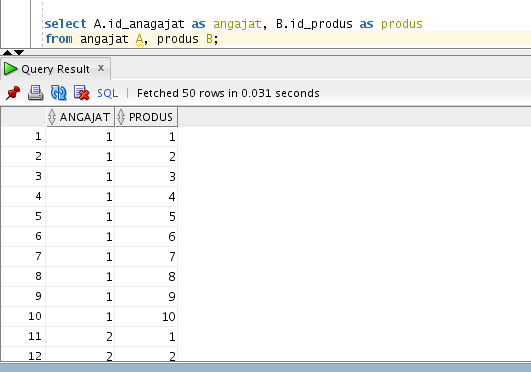 select A.id_anagajat as angajat, B.id_produs as produs
from angajat A, produs B;
Query Result x
SQL | Fetched 50 rows in 0.031 seconds
ANGAJAT PRODUS
1 1 1
2 1 2
3 1 3
4 1 4
5 1 5
6 1 6
7 1 7
8 1 8
9 1 9
10 1 10
11 2 1
12 2 2